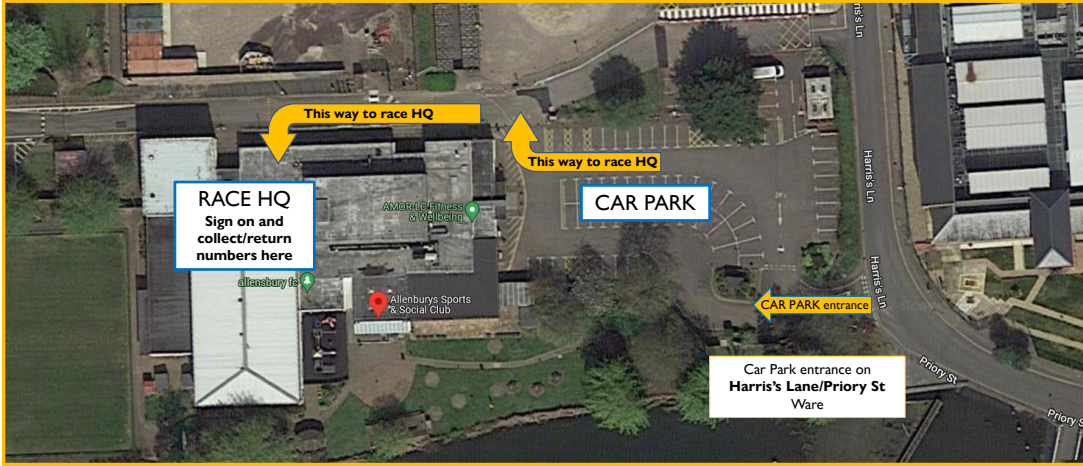 ris's Ln
This way to race HQ
This way to race HQ
Harris's Ln
RACE HQ
Sign on and
collect/return
numbers here
CAR PARK
AMOR-LC-Fitness
& Wellbeing
allensbury fc
Harris's Ln
Allenburys Sports
& Social Club
CAR PARK entrance
Car Park entrance on
Harris's Lane/Priory St
Ware
Priory St
Priory S